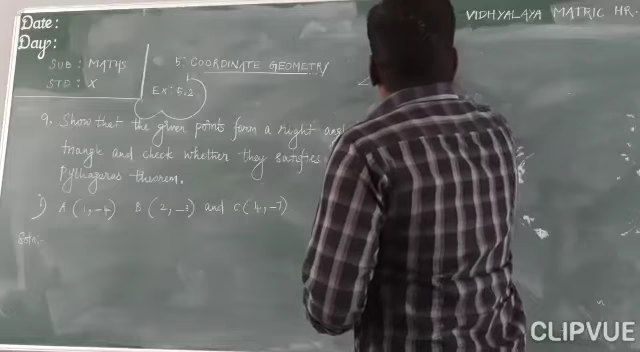 Date:
Day:
VIDHYALAYA MATRIC HR.
SUB : MATHS
STD : X
5. COORDINATE GEOMETRY
Ex-5.2
9. Show that the given points form a right ang
triangle and check whether they satisfies
Pythagoras theorem.
i) A (1,-4) B (2,-3) and C (4,-7)
Soln:-
CLIPVUE